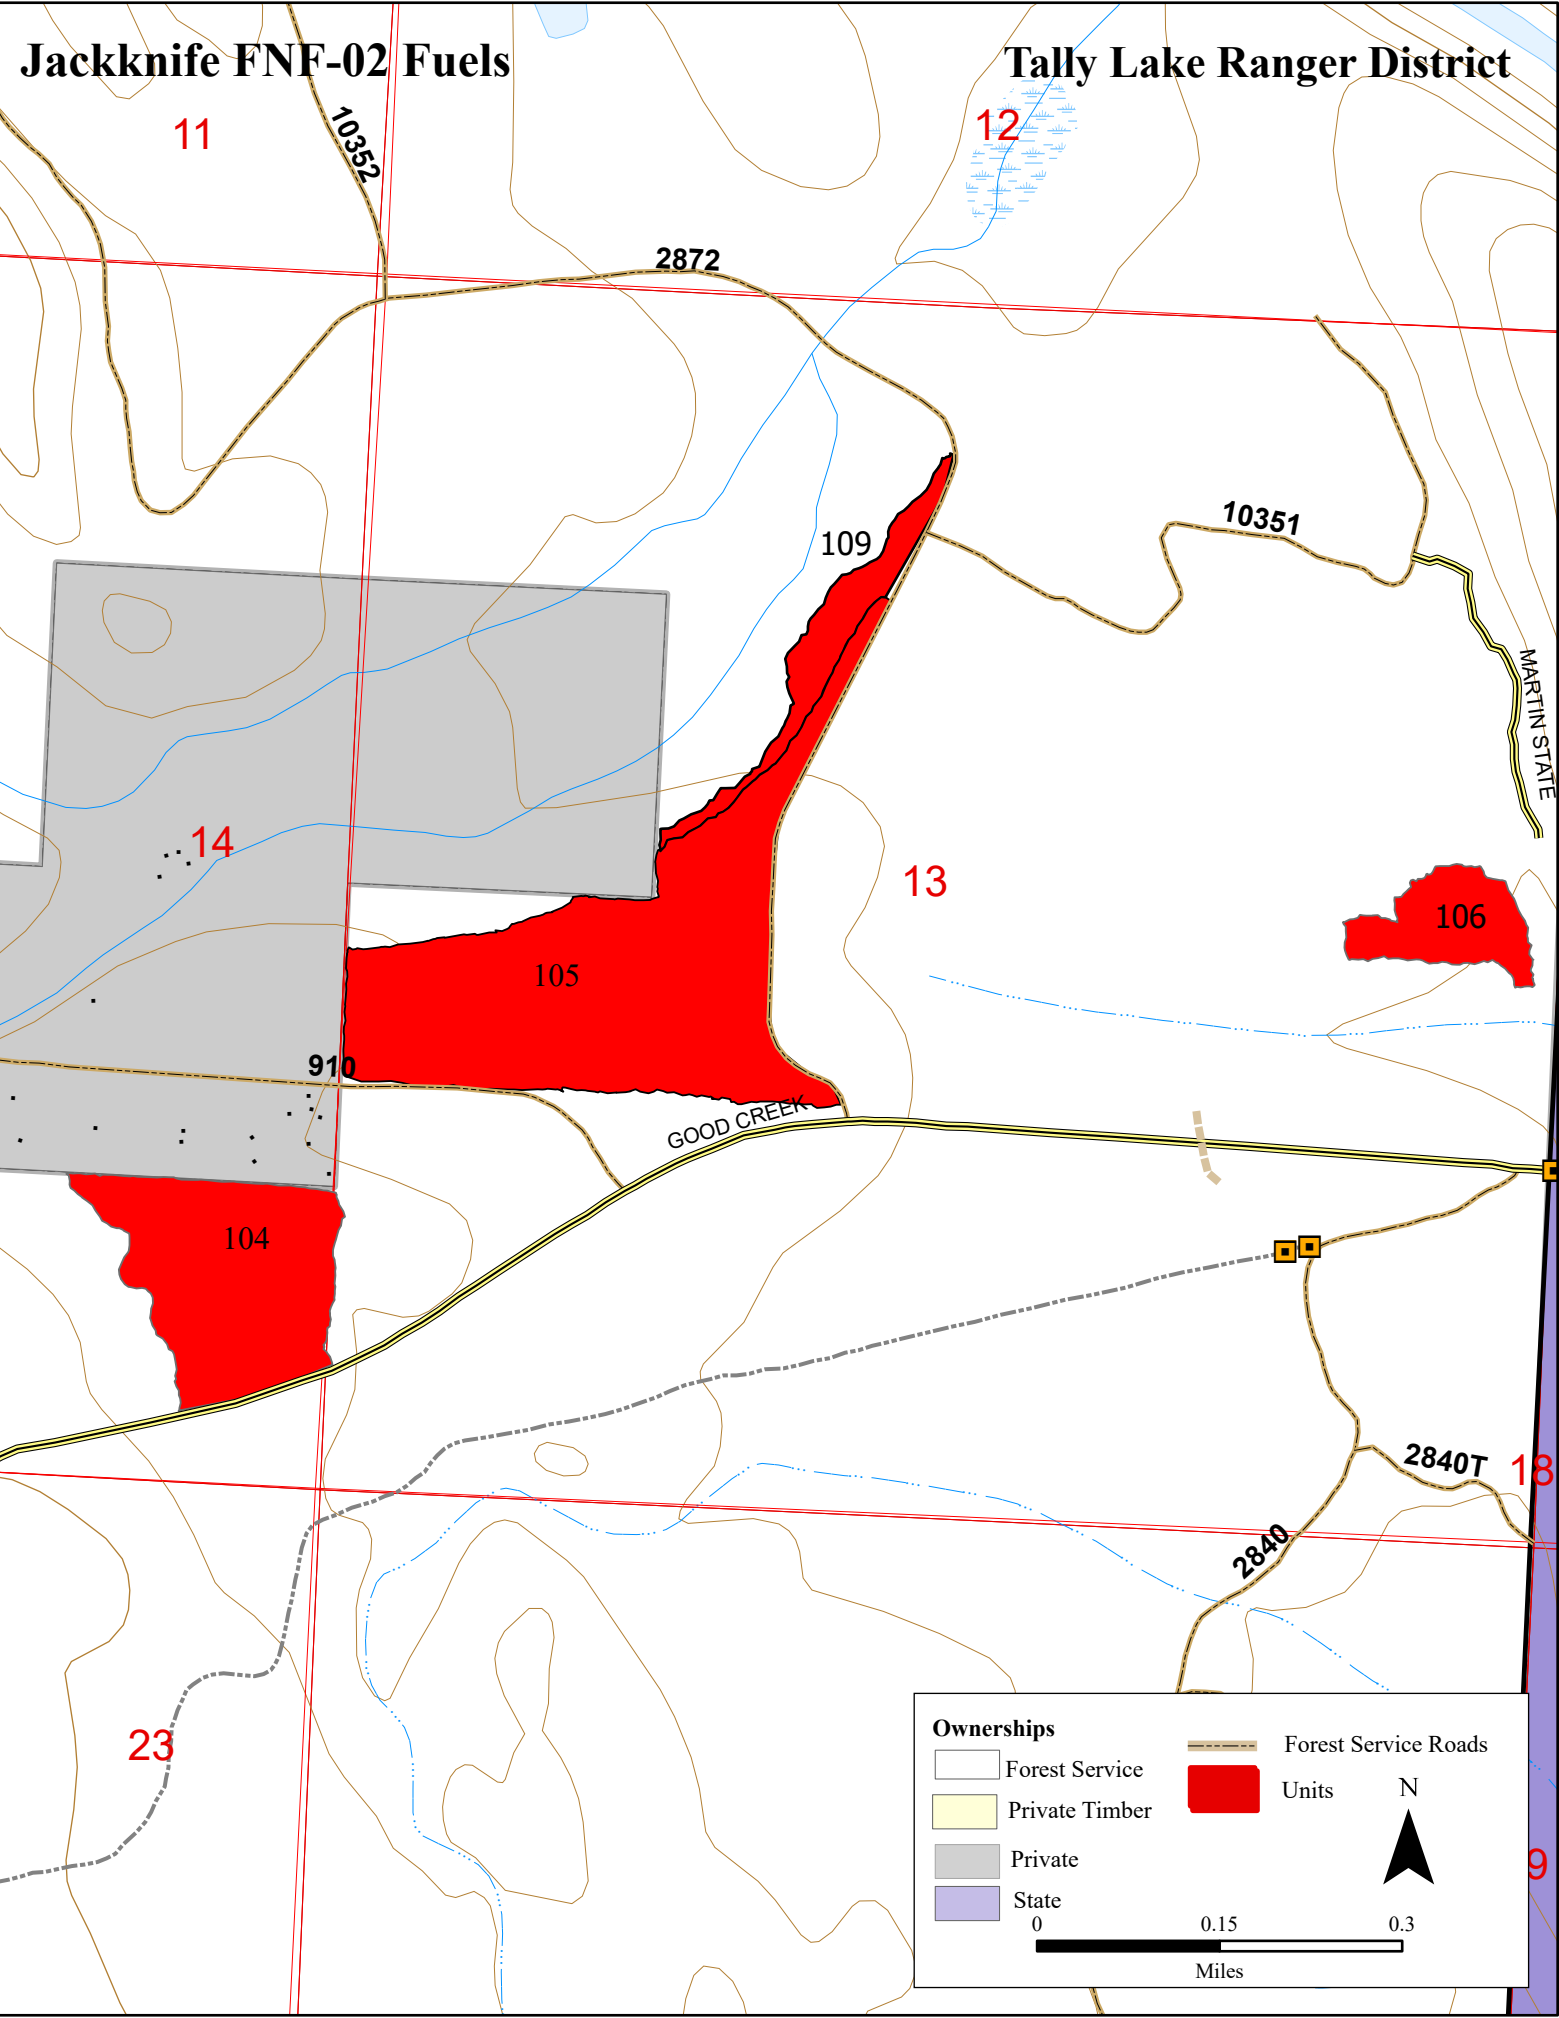 Jackknife FNF-02 Fuels
Tally Lake Ranger District
11
12
10352
2872
109
10351
MARTIN STATE
14
13
106
105
910
GOOD CREEK
104
2840T
18
2840
23
9
Ownerships
Forest Service
Private Timber
Private
State
Forest Service Roads
Units
N
0
0.15
0.3
Miles